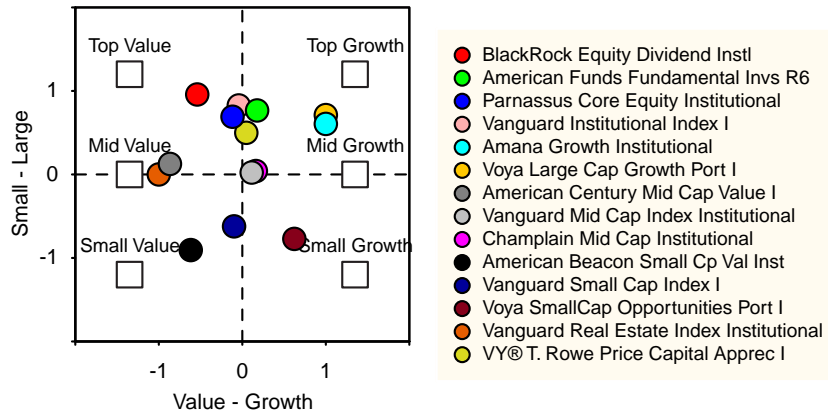 Top Value Top Growth
1
Mid Value Mid Growth
0
Small Value Small Growth
-1
-1 0 1
Value - Growth
Small - Large
BlackRock Equity Dividend Instl
American Funds Fundamental Invs R6
Parnassus Core Equity Institutional
Vanguard Institutional Index I
Amana Growth Institutional
Voya Large Cap Growth Port I
American Century Mid Cap Value I
Vanguard Mid Cap Index Institutional
Champlain Mid Cap Institutional
American Beacon Small Cp Val Inst
Vanguard Small Cap Index I
Voya SmallCap Opportunities Port I
Vanguard Real Estate Index Institutional
VY® T. Rowe Price Capital Apprec I